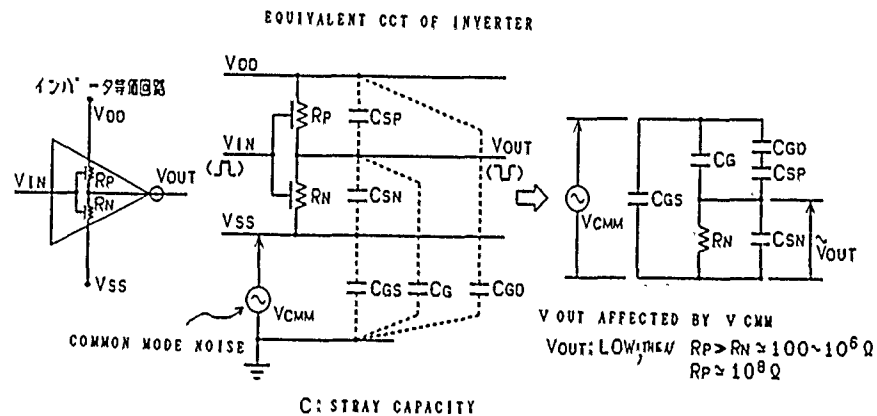 EQUIVALENT CCT OF INVERTER
インバータ等価回路
VDD
VIN
RP
RN
VOUT
VSS
VDD
RP
CSP
VIN
VOUT
RN
CSN
VSS
CGS
CG
CGD
VCMM
COMMON MODE NOISE
C: STRAY CAPACITY
VCMM
CGS
CG
CGD
CSP
RN
CSN
ṼOUT
V OUT AFFECTED BY V CMM
VOUT: LOW, THEN RP > RN ≃ 100~10⁶ Ω
RP ≃ 10⁸ Ω